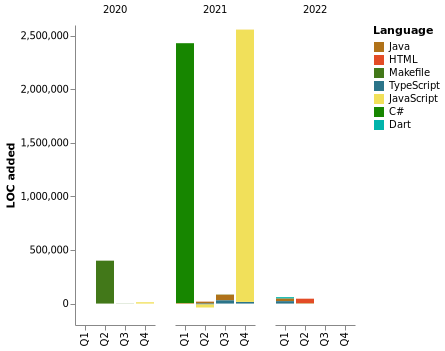 2020 2021 2022
Language
Java
HTML
Makefile
TypeScript
JavaScript
C#
Dart
LOC added
2,500,000
2,000,000
1,500,000
1,000,000
500,000
0
Q1 Q2 Q3 Q4 Q1 Q2 Q3 Q4 Q1 Q2 Q3 Q4